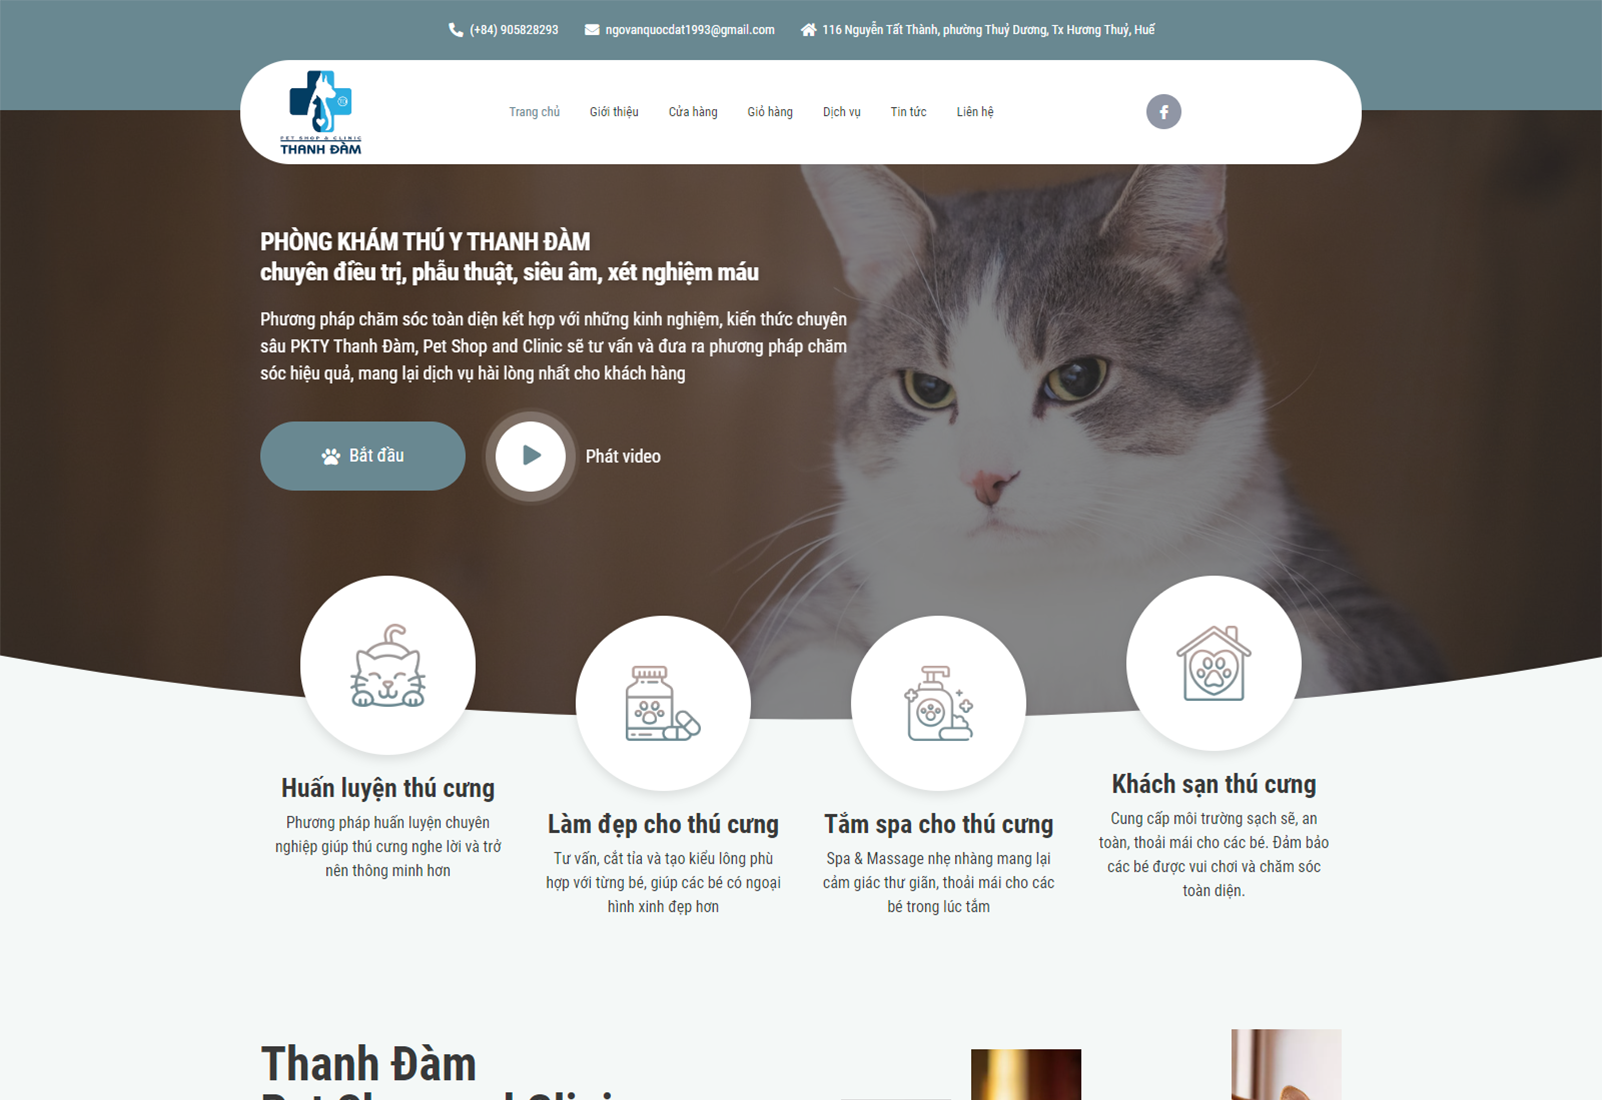 (+84) 905828293
ngovanquocdat1993@gmail.com
116 Nguyễn Tất Thành, phường Thuỷ Dương, Tx Hương Thuỷ, Huế
PET SHOP & CLINIC
THANH ĐÀM
Trang chủ
Giới thiệu
Cửa hàng
Giỏ hàng
Dịch vụ
Tin tức
Liên hệ
PHÒNG KHÁM THÚ Y THANH ĐÀM
chuyên điều trị, phẫu thuật, siêu âm, xét nghiệm máu
Phương pháp chăm sóc toàn diện kết hợp với những kinh nghiệm, kiến thức chuyên
sâu PKTY Thanh Đàm, Pet Shop and Clinic sẽ tư vấn và đưa ra phương pháp chăm
sóc hiệu quả, mang lại dịch vụ hài lòng nhất cho khách hàng
Bắt đầu
Phát video
Huấn luyện thú cưng
Phương pháp huấn luyện chuyên
nghiệp giúp thú cưng nghe lời và trở
nên thông minh hơn
Làm đẹp cho thú cưng
Tư vấn, cắt tỉa và tạo kiểu lông phù
hợp với từng bé, giúp các bé có ngoại
hình xinh đẹp hơn
Tắm spa cho thú cưng
Spa & Massage nhẹ nhàng mang lại
cảm giác thư giãn, thoải mái cho các
bé trong lúc tắm
Khách sạn thú cưng
Cung cấp môi trường sạch sẽ, an
toàn, thoải mái cho các bé. Đảm bảo
các bé được vui chơi và chăm sóc
toàn diện.
Thanh Đàm
Pet Shop and Clinic